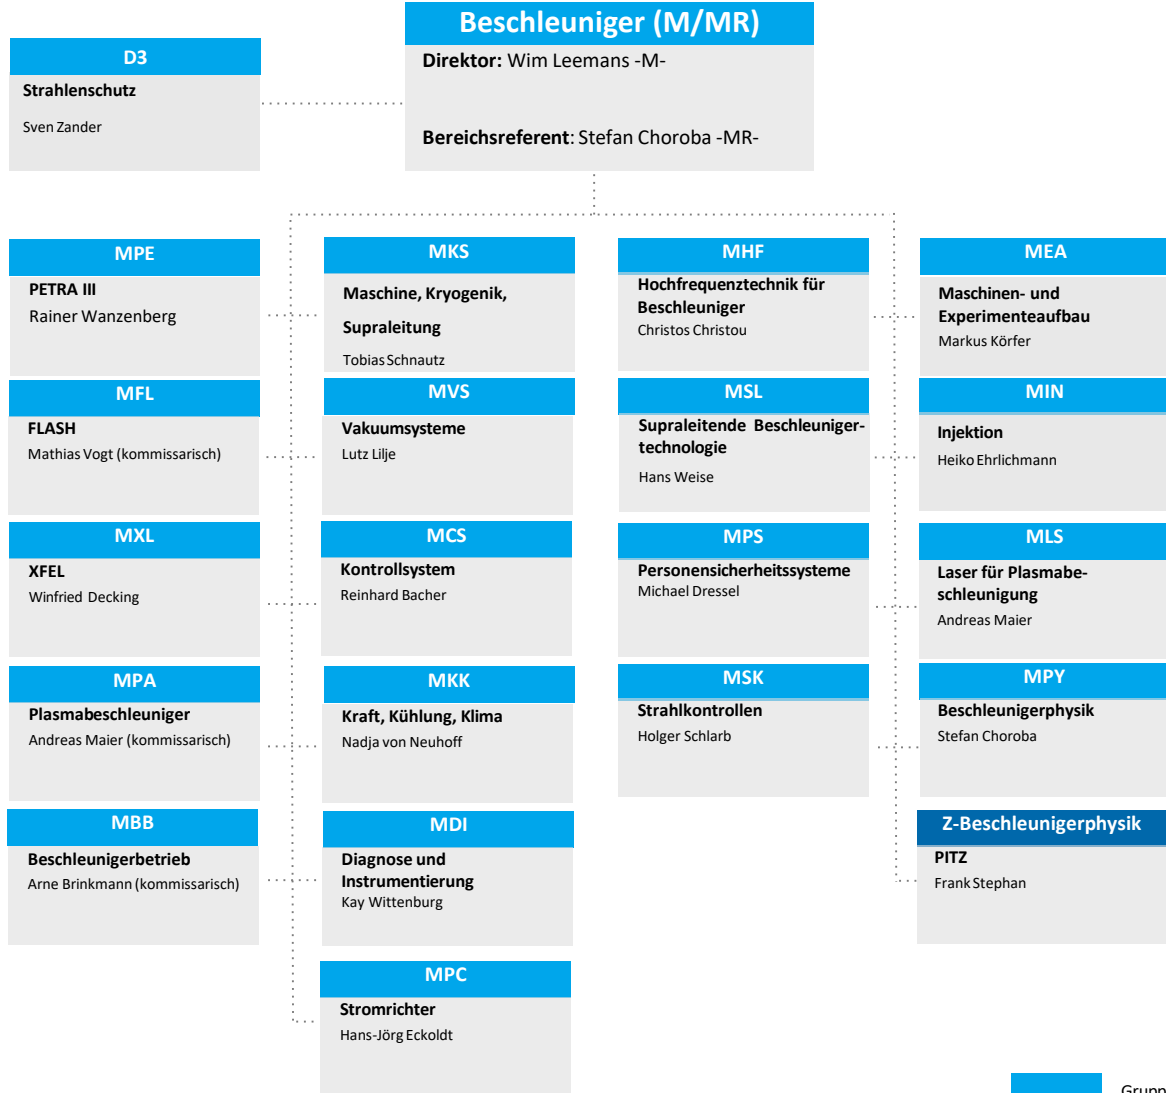 Beschleuniger (M/MR)
Direktor: Wim Leemans -M-
Bereichsreferent: Stefan Choroba -MR-
D3
Strahlenschutz
Sven Zander
MPE
PETRA III
Rainer Wanzenberg
MKS
Maschine, Kryogenik,
Supraleitung
Tobias Schnautz
MHF
Hochfrequenztechnik für
Beschleuniger
Christos Christou
MEA
Maschinen- und
Experimenteaufbau
Markus Körfer
MFL
FLASH
Mathias Vogt (kommissarisch)
MVS
Vakuumsysteme
Lutz Lilje
MSL
Supraleitende Beschleuniger-
technologie
Hans Weise
MIN
Injektion
Heiko Ehrlichmann
MXL
XFEL
Winfried Decking
MCS
Kontrollsystem
Reinhard Bacher
MPS
Personensicherheitssysteme
Michael Dressel
MLS
Laser für Plasmabe-
schleunigung
Andreas Maier
MPA
Plasmabeschleuniger
Andreas Maier (kommissarisch)
MKK
Kraft, Kühlung, Klima
Nadja von Neuhoff
MSK
Strahlkontrollen
Holger Schlarb
MPY
Beschleunigerphysik
Stefan Choroba
MBB
Beschleunigerbetrieb
Arne Brinkmann (kommissarisch)
MDI
Diagnose und
Instrumentierung
Kay Wittenburg
Z-Beschleunigerphysik
PITZ
Frank Stephan
MPC
Stromrichter
Hans-Jörg Eckoldt